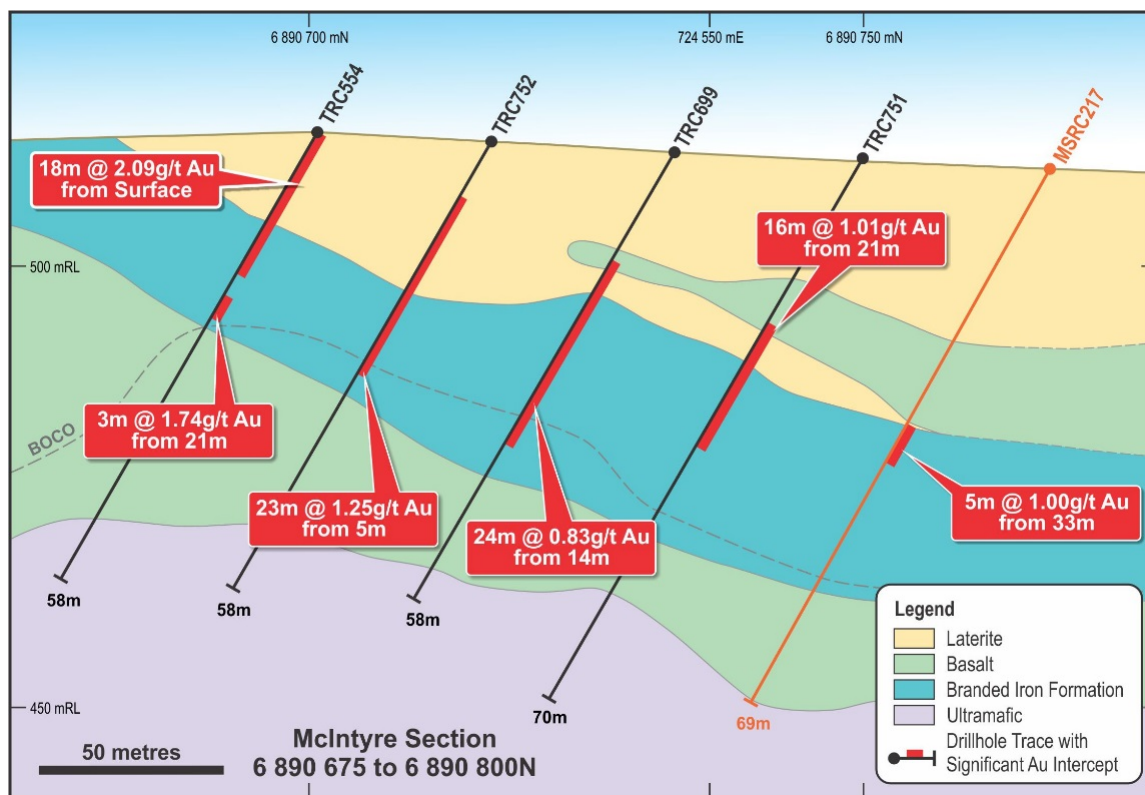 6 890 700 mN
724 550 mE
6 890 750 mN
TRC554
TRC752
TRC699
TRC751
MSRC217
18m @ 2.09g/t Au
from Surface
16m @ 1.01g/t Au
from 21m
500 mRL
BOCO
3m @ 1.74g/t Au
from 21m
23m @ 1.25g/t Au
from 5m
24m @ 0.83g/t Au
from 14m
5m @ 1.00g/t Au
from 33m
58m
58m
58m
70m
69m
450 mRL
50 metres
McIntyre Section
6 890 675 to 6 890 800N
Legend
Laterite
Basalt
Branded Iron Formation
Ultramafic
Drillhole Trace with
Significant Au Intercept